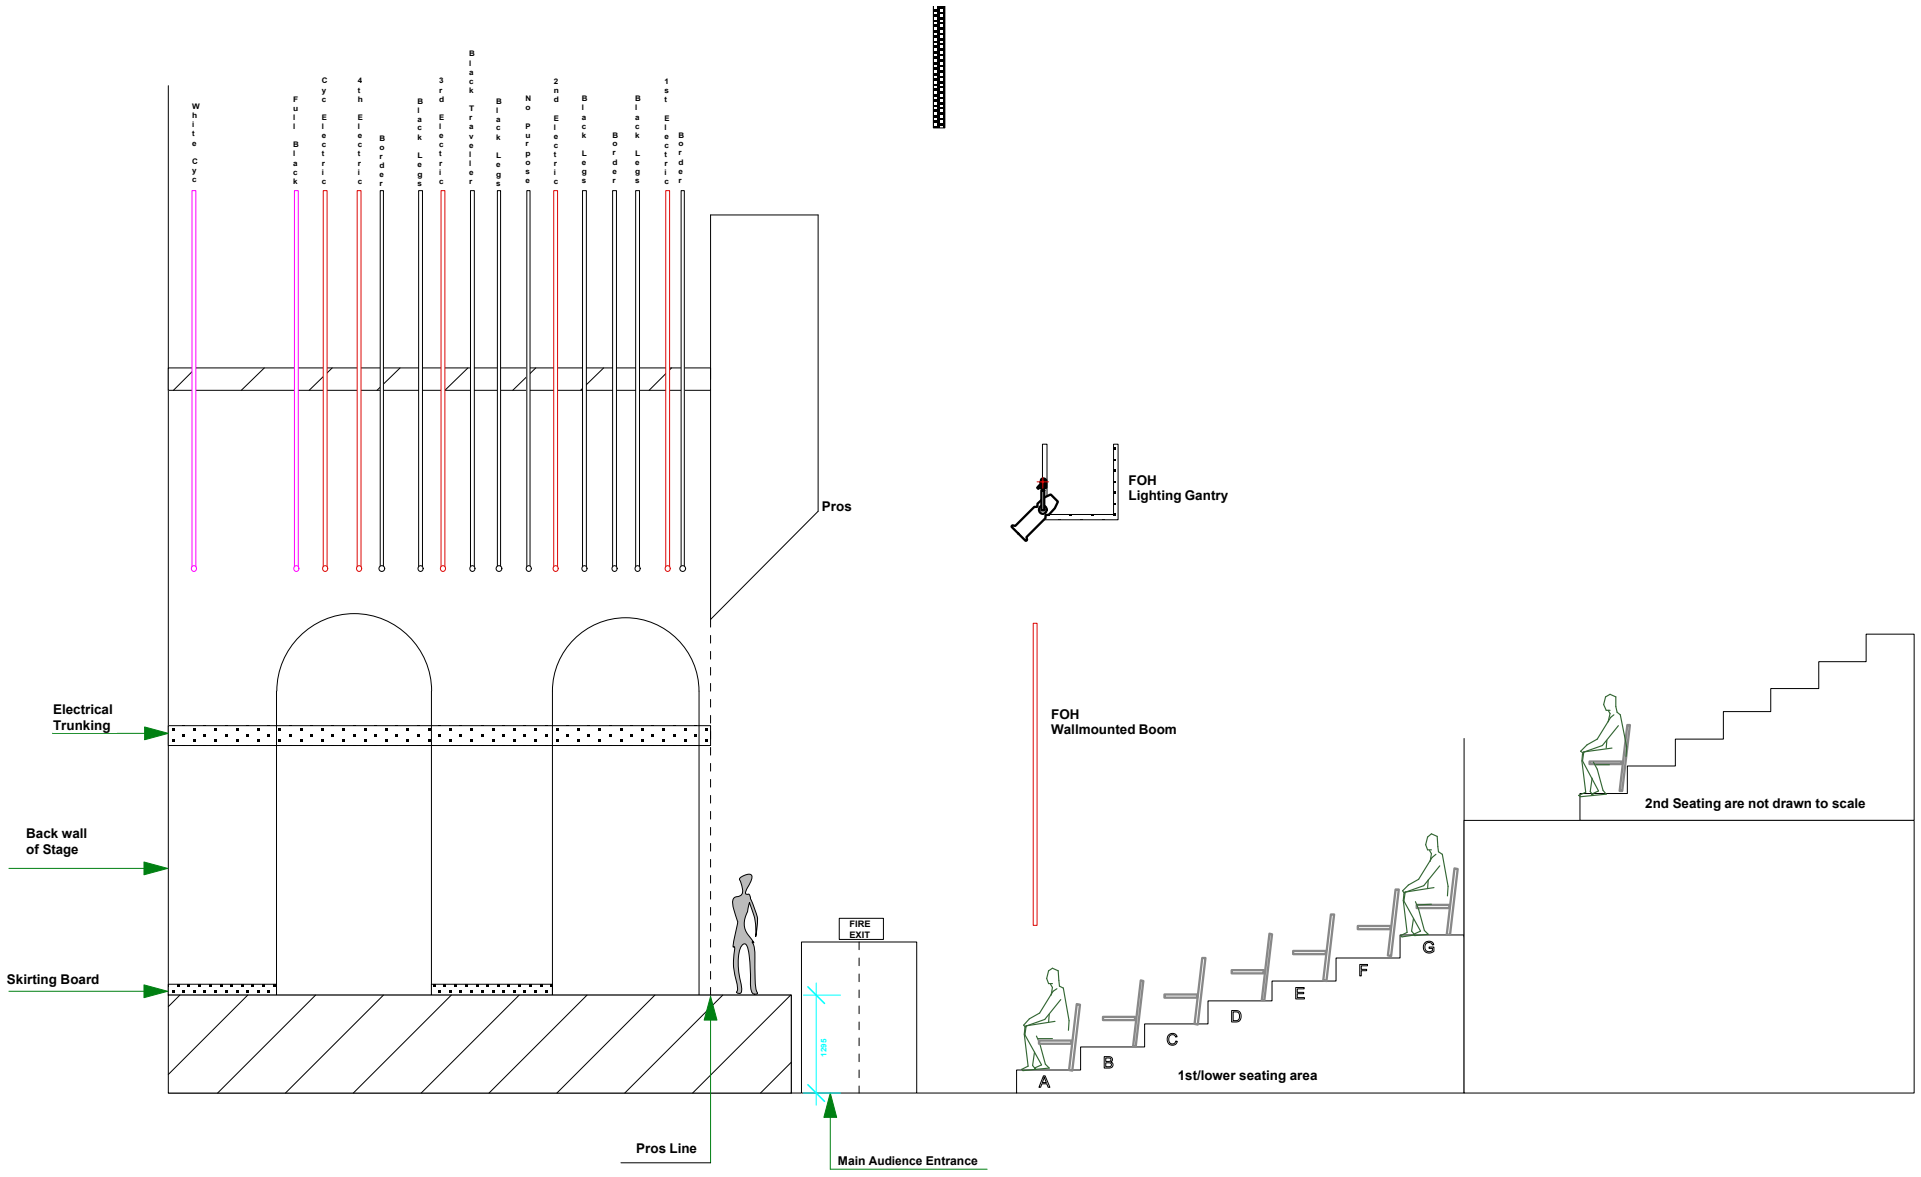 White Cyc
Full Black
Cyc Electric
4th Electric
Border
Black Legs
3rd Electric
Black Traveller
Black Legs
No Purpose
2nd Electric
Black Legs
Border
Black Legs
1st Electric
Border
Pros
FOH
Lighting Gantry
FOH
Wallmounted Boom
Electrical
Trunking
Back wall
of Stage
Skirting Board
FIRE
EXIT
1295
2nd Seating are not drawn to scale
G
F
E
D
C
B
A
1st/lower seating area
Pros Line
Main Audience Entrance